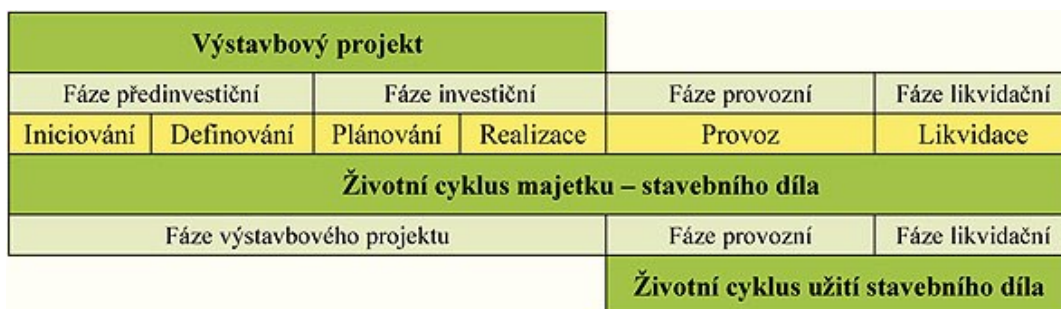 Výstavbový projekt
Fáze předinvestiční Fáze investiční Fáze provozní Fáze likvidační
Iniciování Definování Plánování Realizace Provoz Likvidace
Životní cyklus majetku – stavebního díla
Fáze výstavbového projektu Fáze provozní Fáze likvidační
Životní cyklus užití stavebního díla